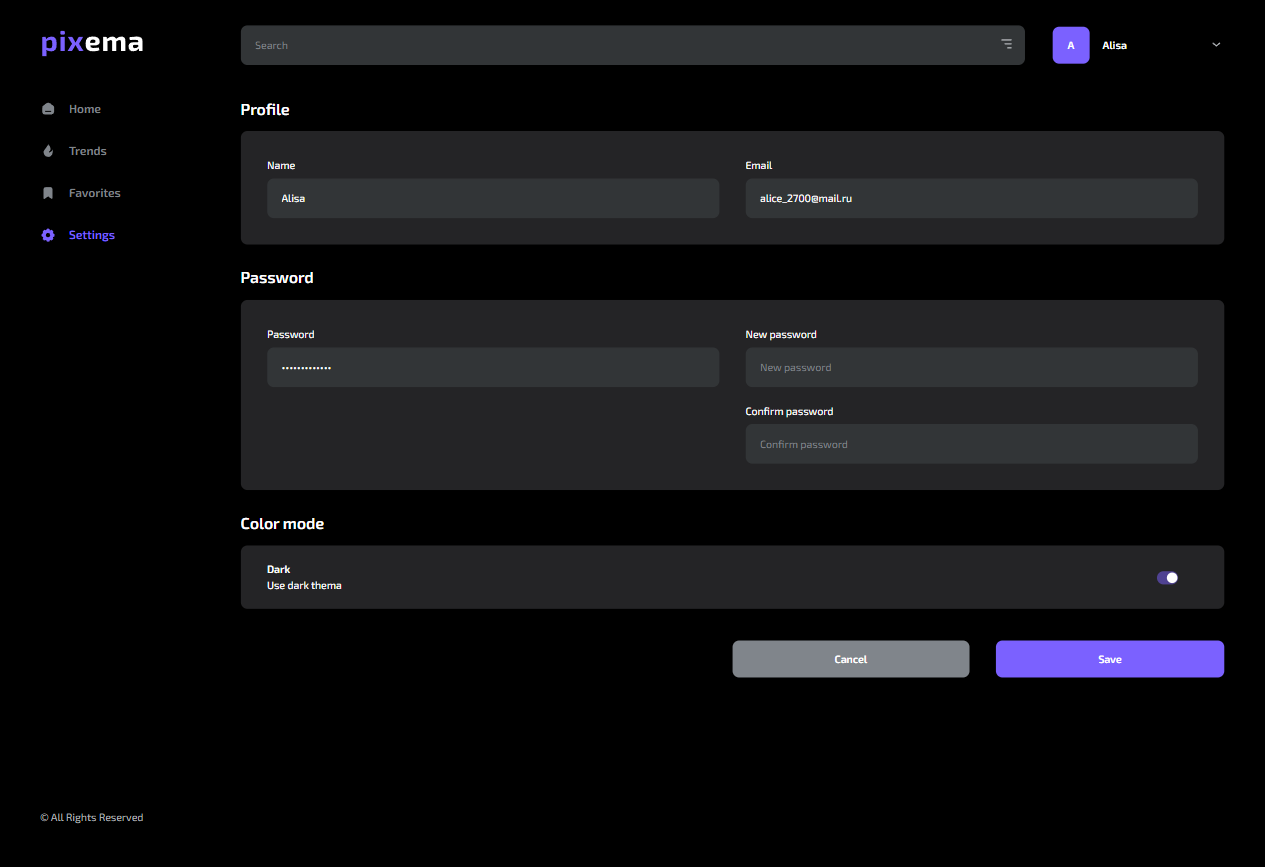 pixema
Search
A
Alisa
Home
Trends
Favorites
Settings
Profile
Name
Email
Alisa
alice_2700@mail.ru
Password
Password
New password
•••••••••••••
New password
Confirm password
Confirm password
Color mode
Dark
Use dark thema
Cancel
Save
© All Rights Reserved